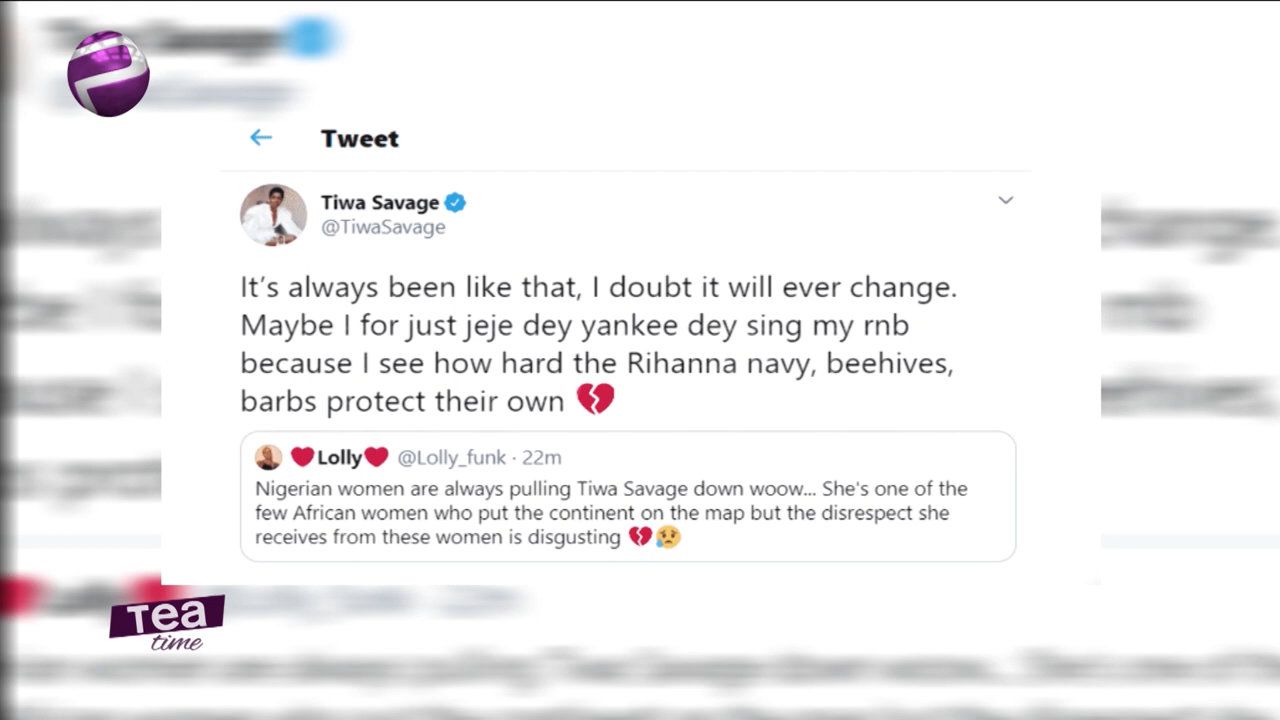 Tweet
Tiwa Savage
@TiwaSavage
It’s always been like that, I doubt it will ever change.
Maybe I for just jeje dey yankee dey sing my rnb
because I see how hard the Rihanna navy, beehives,
barbs protect their own 💔
❤️Lolly❤️ @Lolly_funk · 22m
Nigerian women are always pulling Tiwa Savage down woow... She's one of the
few African women who put the continent on the map but the disrespect she
receives from these women is disgusting 💔😢
Tea
time